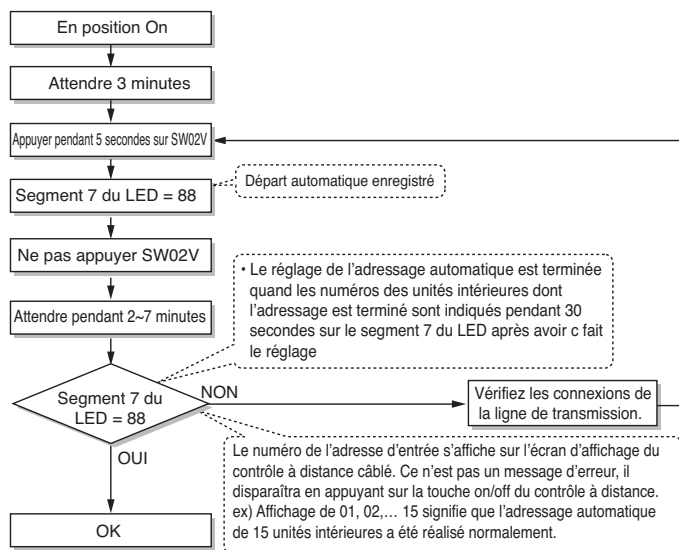 En position On
Attendre 3 minutes
Appuyer pendant 5 secondes sur SW02V
Segment 7 du LED = 88
Départ automatique enregistré
Ne pas appuyer SW02V
Attendre pendant 2~7 minutes
• Le réglage de l'adressage automatique est terminée
quand les numéros des unités intérieures dont
l'adressage est terminé sont indiqués pendant 30
secondes sur le segment 7 du LED après avoir c fait
le réglage
Segment 7 du
LED = 88
NON
Vérifiez les connexions de
la ligne de transmission.
OUI
Le numéro de l'adresse d'entrée s'affiche sur l'écran d'affichage du
contrôle à distance câblé. Ce n'est pas un message d'erreur, il
disparaîtra en appuyant sur la touche on/off du contrôle à distance.
ex) Affichage de 01, 02,... 15 signifie que l'adressage automatique
de 15 unités intérieures a été réalisé normalement.
OK